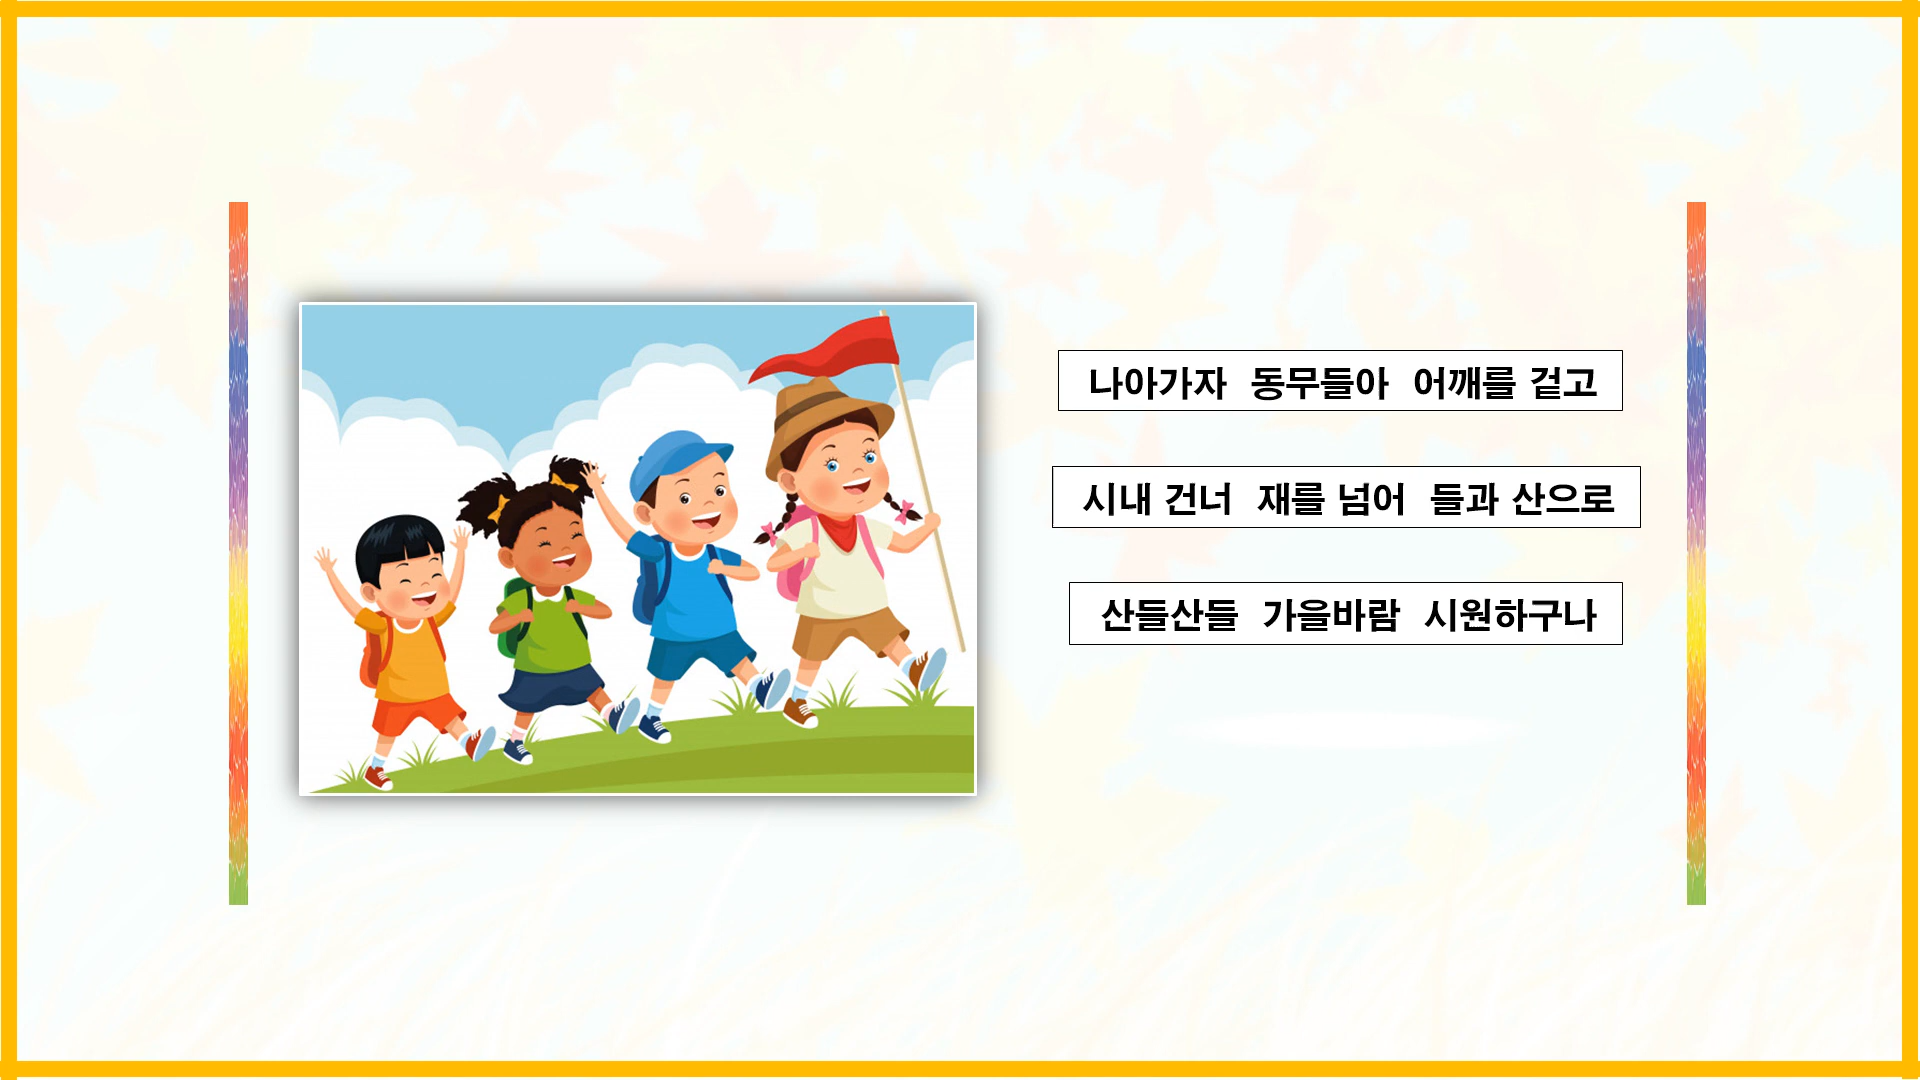 나아가자 동무들아 어깨를 겉고
시내 건너 재를 넘어 들과 산으로
산들산들 가을바람 시원하구나